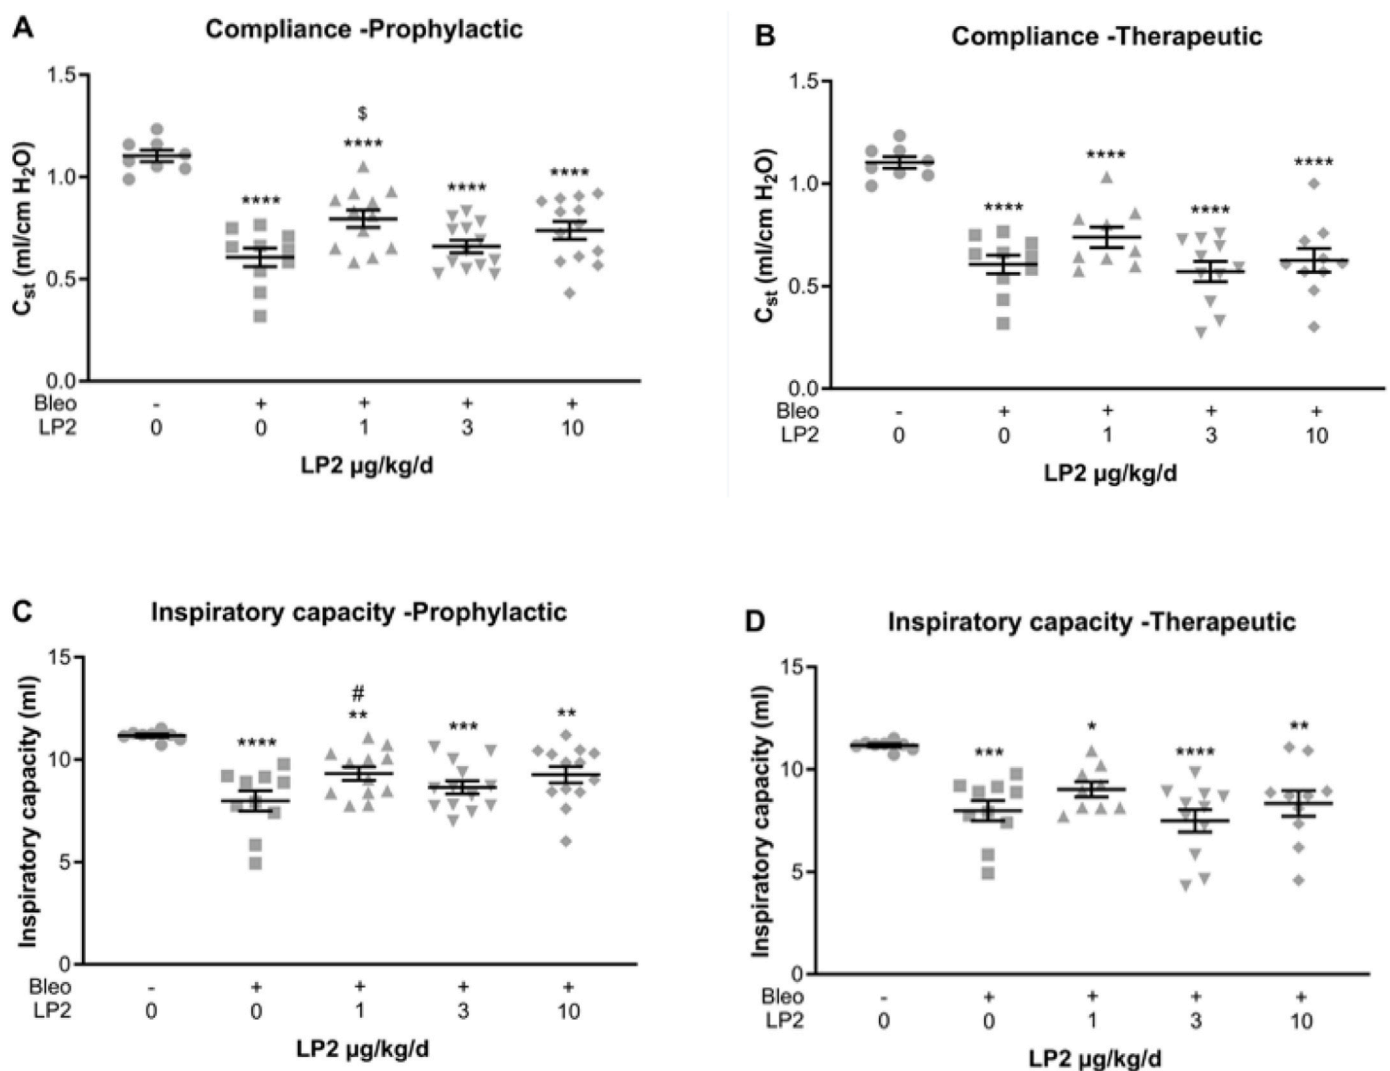 A
Compliance -Prophylactic
Cst (ml/cm H2O)
1.5
1.0
0.5
0.0
$
**** **** **** ****
Bleo - + + + +
LP2 0 0 1 3 10
LP2 µg/kg/d
B
Compliance -Therapeutic
Cst (ml/cm H2O)
1.5
1.0
0.5
0.0
**** **** **** ****
Bleo - + + + +
LP2 0 0 1 3 10
LP2 µg/kg/d
C
Inspiratory capacity -Prophylactic
Inspiratory capacity (ml)
15
10
5
0
#
**** ** *** **
Bleo - + + + +
LP2 0 0 1 3 10
LP2 µg/kg/d
D
Inspiratory capacity -Therapeutic
Inspiratory capacity (ml)
15
10
5
0
*** * **** **
Bleo - + + + +
LP2 0 0 1 3 10
LP2 µg/kg/d